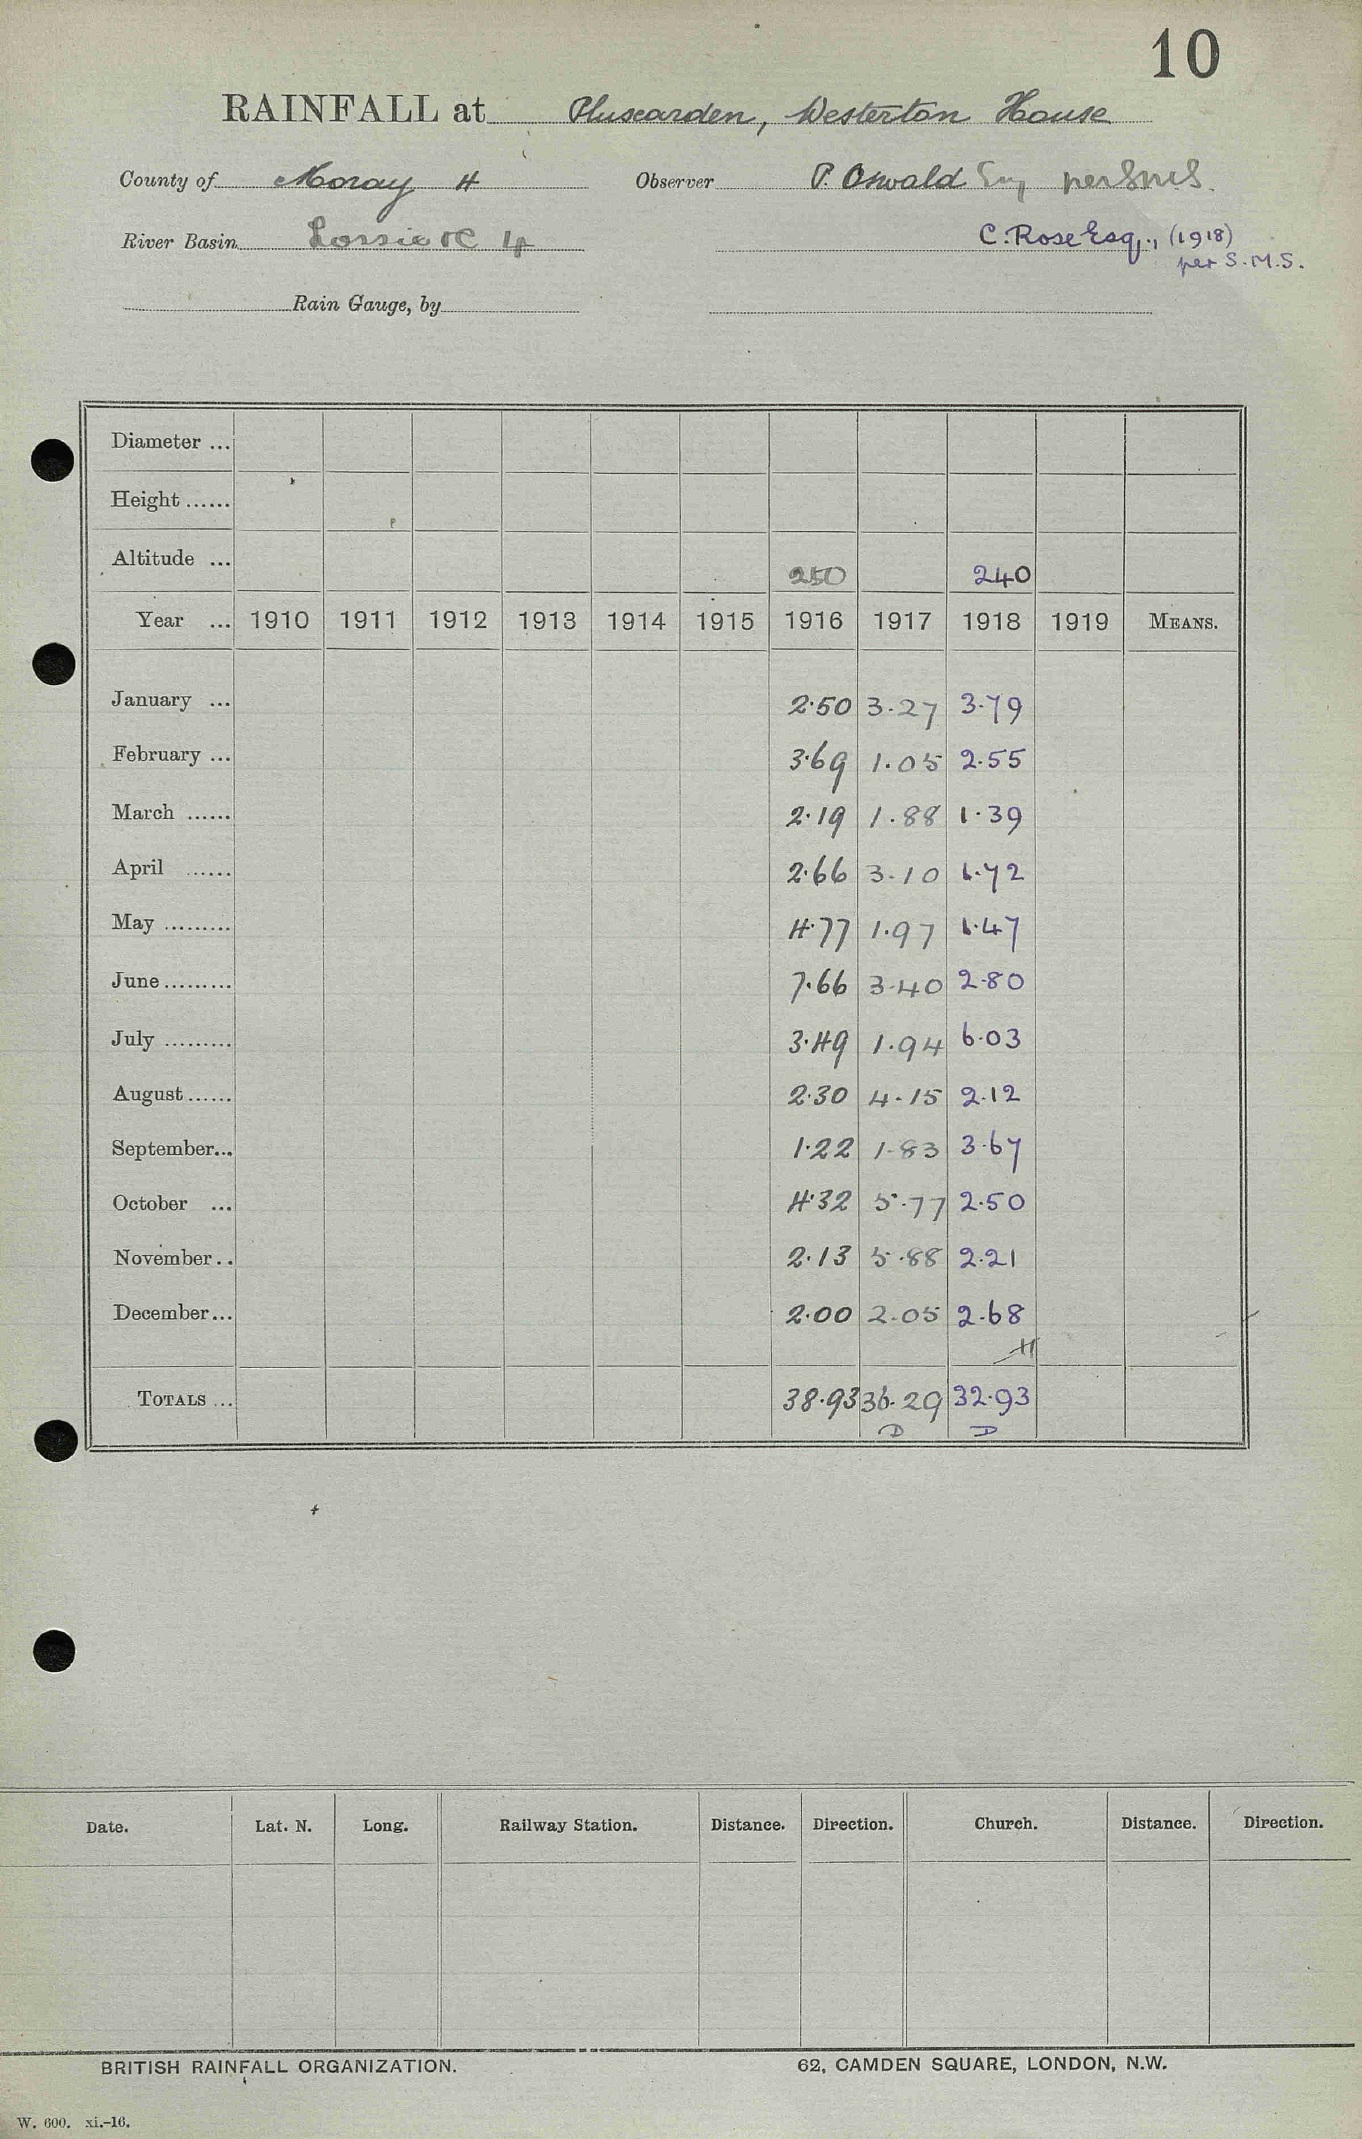 10
RAINFALL at Pluscarden, Westerton House
County of Moray H Observer P. Oswald Esq per SMS.
River Basin Lossie 4 C. Rose Esq., (1918)
per S.M.S.
Rain Gauge, by
Diameter ...
Height ......
Altitude ... 250 240
Year ... 1910 1911 1912 1913 1914 1915 1916 1917 1918 1919 MEANS.
January ... 2.50 3.27 3.79
February ... 3.69 1.05 2.55
March ...... 2.19 1.88 1.39
April ...... 2.66 3.10 1.72
May ......... 4.77 1.97 1.47
June ......... 7.66 3.40 2.80
July ......... 3.49 1.94 6.03
August ...... 2.30 4.15 2.12
September... 1.22 1.83 3.67
October ... 4.32 5.77 2.50
November .. 2.13 5.88 2.21
December... 2.00 2.05 2.68
H
TOTALS ... 38.93 36.29 32.93
D D
Date. Lat. N. Long. Railway Station. Distance. Direction. Church. Distance. Direction.
BRITISH RAINFALL ORGANIZATION. 62, CAMDEN SQUARE, LONDON, N.W.
W. 600. xi.-16.